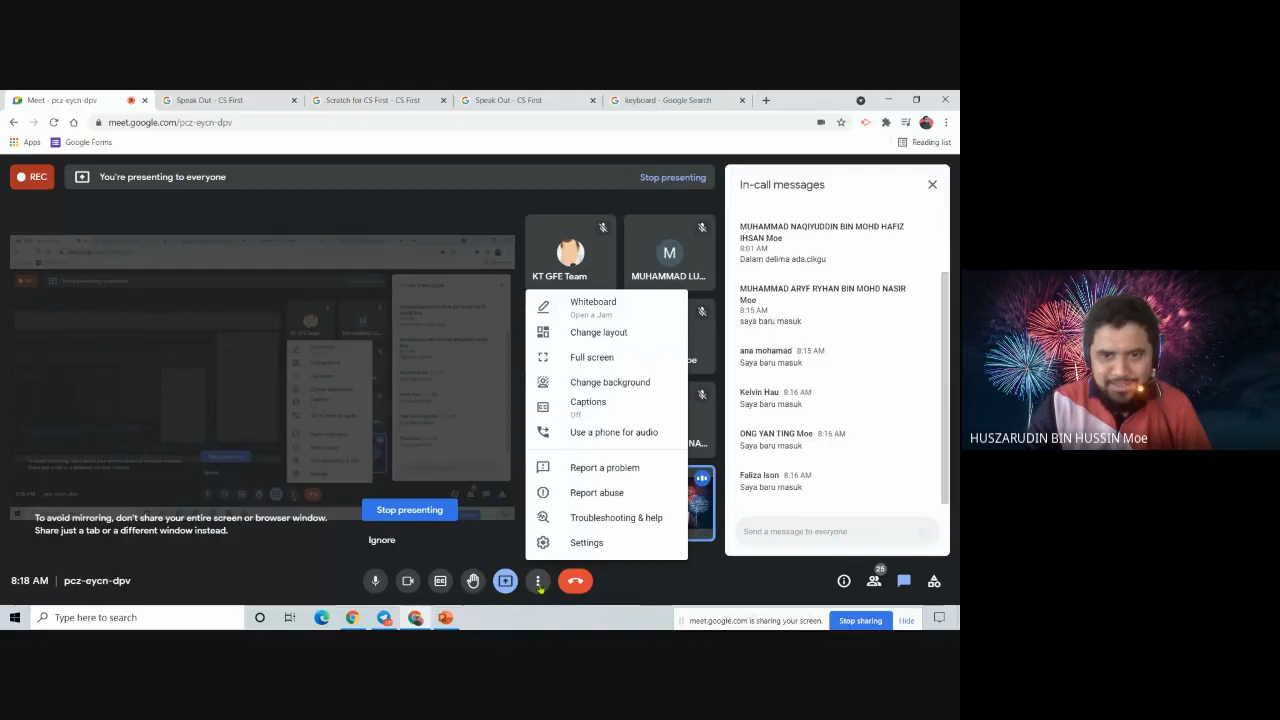 Meet - pcz-eycn-dpv
Speak Out - CS First
Scratch for CS First - CS First
Speak Out - CS First
keyboard - Google Search
meet.google.com/pcz-eycn-dpv
Apps
Google Forms
Reading list
REC
You're presenting to everyone
Stop presenting
KT GFE Team
M
MUHAMMAD LU...
In-call messages
MUHAMMAD NAQIYUDDIN BIN MOHD HAFIZ
IHSAN Moe
8:01 AM
Dalam delima ada,cikgu
MUHAMMAD ARYF RYHAN BIN MOHD NASIR
Moe
8:15 AM
saya baru masuk
ana mohamad 8:15 AM
Saya baru masuk
Kelvin Hau 8:16 AM
Saya baru masuk
ONG YAN TING Moe 8:16 AM
Saya baru masuk
Faliza Ison 8:16 AM
Saya baru masuk
Send a message to everyone
Whiteboard
Open a Jam
Change layout
Full screen
Change background
Captions
Off
Use a phone for audio
Report a problem
Report abuse
Troubleshooting & help
Settings
To avoid mirroring, don't share your entire screen or browser window.
Share just a tab or a different window instead.
Stop presenting
Ignore
8:18 AM | pcz-eycn-dpv
25
Type here to search
meet.google.com is sharing your screen.
Stop sharing
Hide
HUSZARUDIN BIN HUSSIN Moe